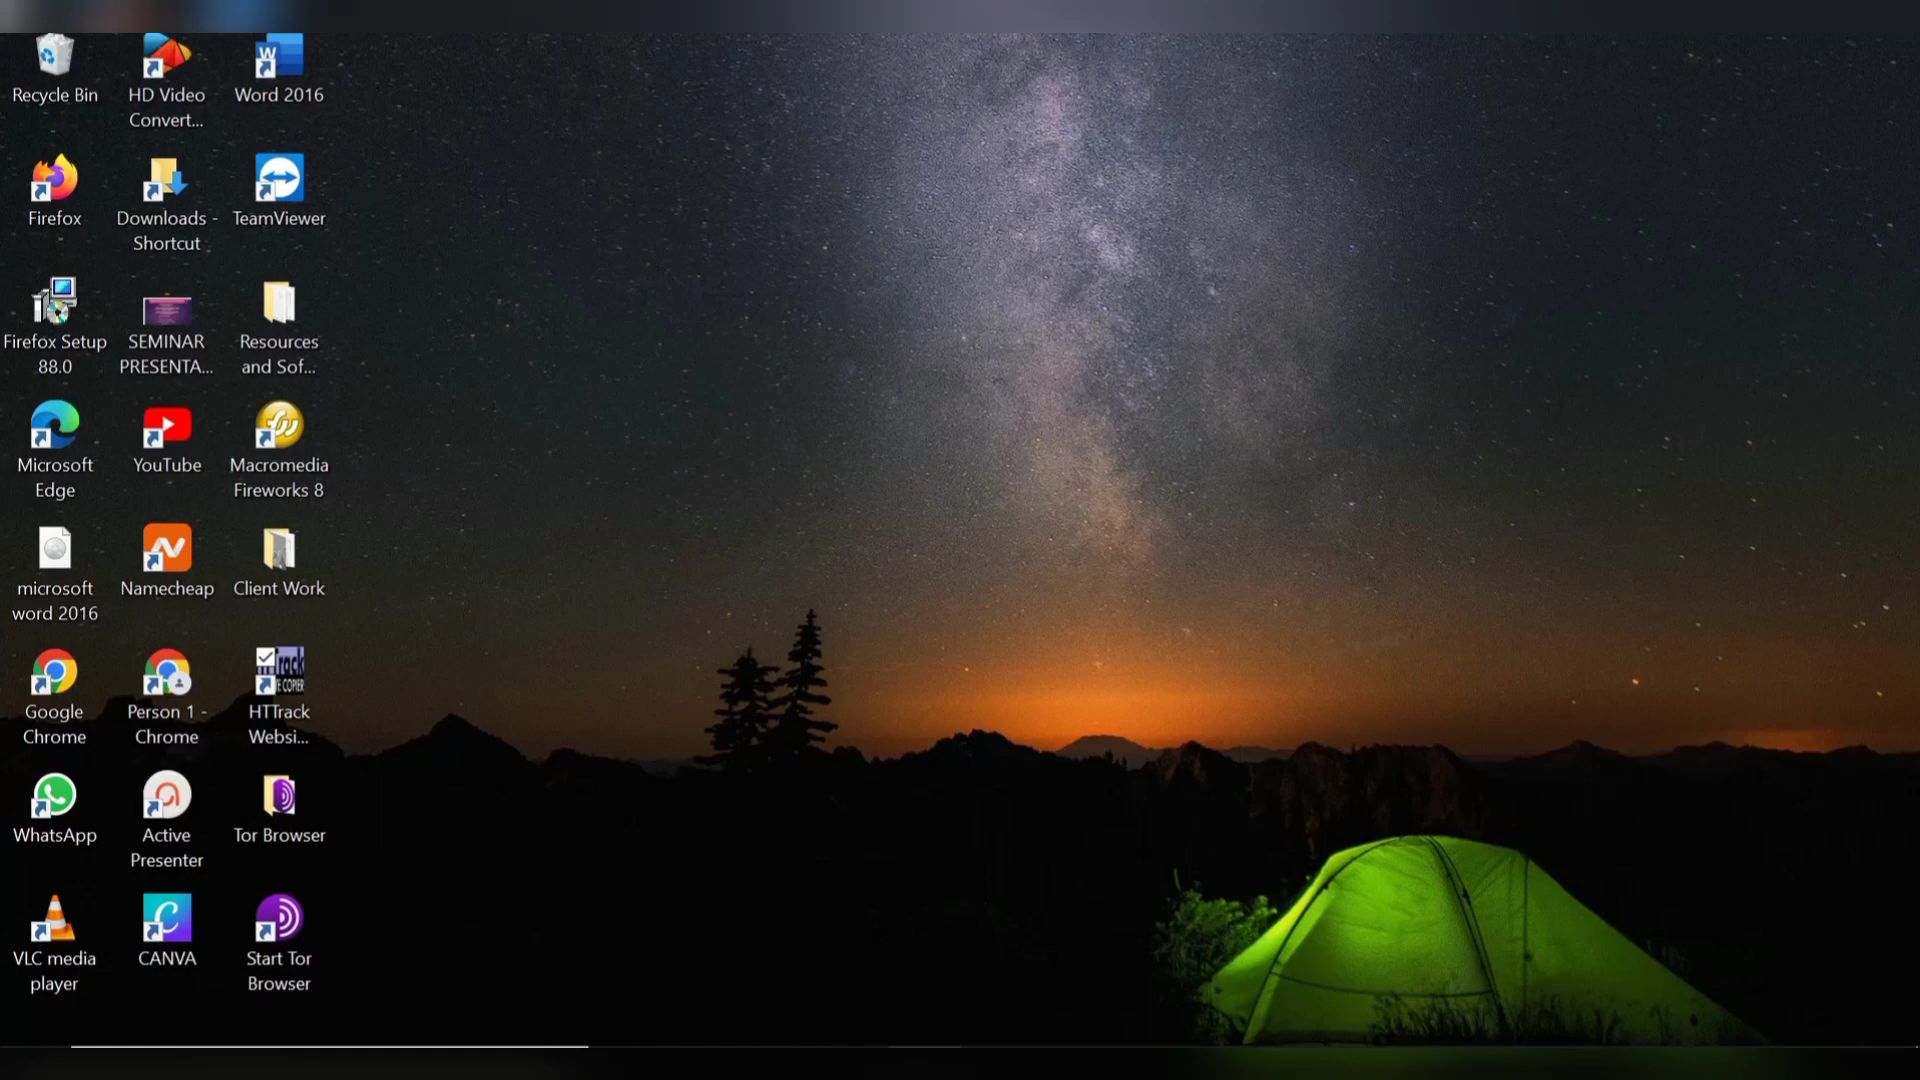 Recycle Bin
HD Video
Convert...
Word 2016
Firefox
Downloads -
Shortcut
TeamViewer
Firefox Setup
88.0
SEMINAR
PRESENTA...
Resources
and Sof...
Microsoft
Edge
YouTube
Macromedia
Fireworks 8
microsoft
word 2016
Namecheap
Client Work
Google
Chrome
Person 1 -
Chrome
HTTrack
Websi...
WhatsApp
Active
Presenter
Tor Browser
VLC media
player
CANVA
Start Tor
Browser